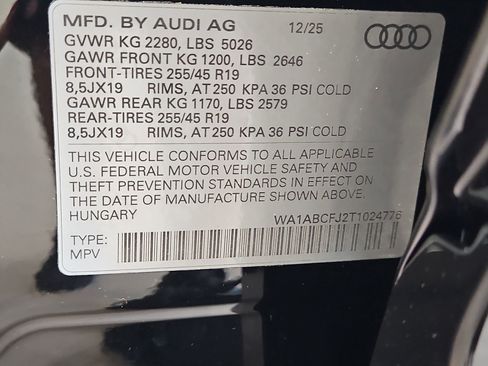 MFD. BY AUDI AG 12/25
GVWR KG 2280, LBS 5026
GAWR FRONT KG 1200, LBS 2646
FRONT-TIRES 255/45 R19
8,5JX19 RIMS, AT 250 KPA 36 PSI COLD
GAWR REAR KG 1170, LBS 2579
REAR-TIRES 255/45 R19
8,5JX19 RIMS, AT 250 KPA 36 PSI COLD
THIS VEHICLE CONFORMS TO ALL APPLICABLE
U.S. FEDERAL MOTOR VEHICLE SAFETY AND
THEFT PREVENTION STANDARDS IN EFFECT ON
THE DATE OF MANUFACTURE SHOWN ABOVE.
HUNGARY WA1ABCFJ2T1024776
TYPE:
MPV